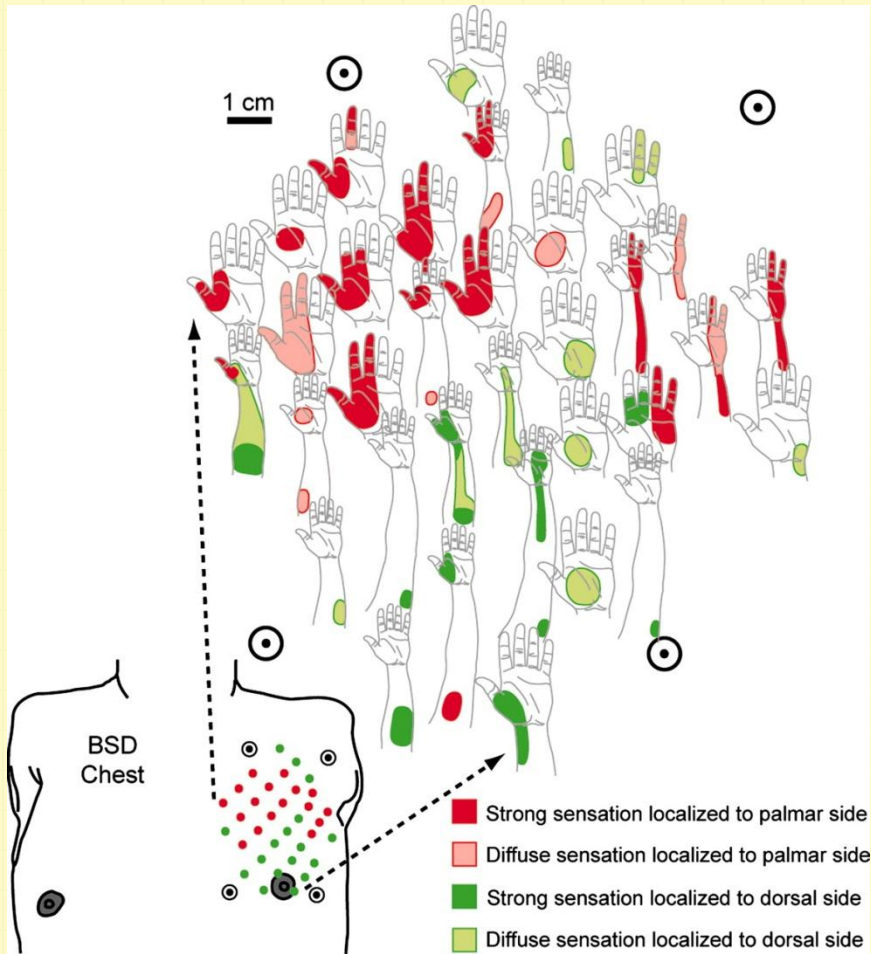 1 cm
BSD
Chest
Strong sensation localized to palmar side
Diffuse sensation localized to palmar side
Strong sensation localized to dorsal side
Diffuse sensation localized to dorsal side